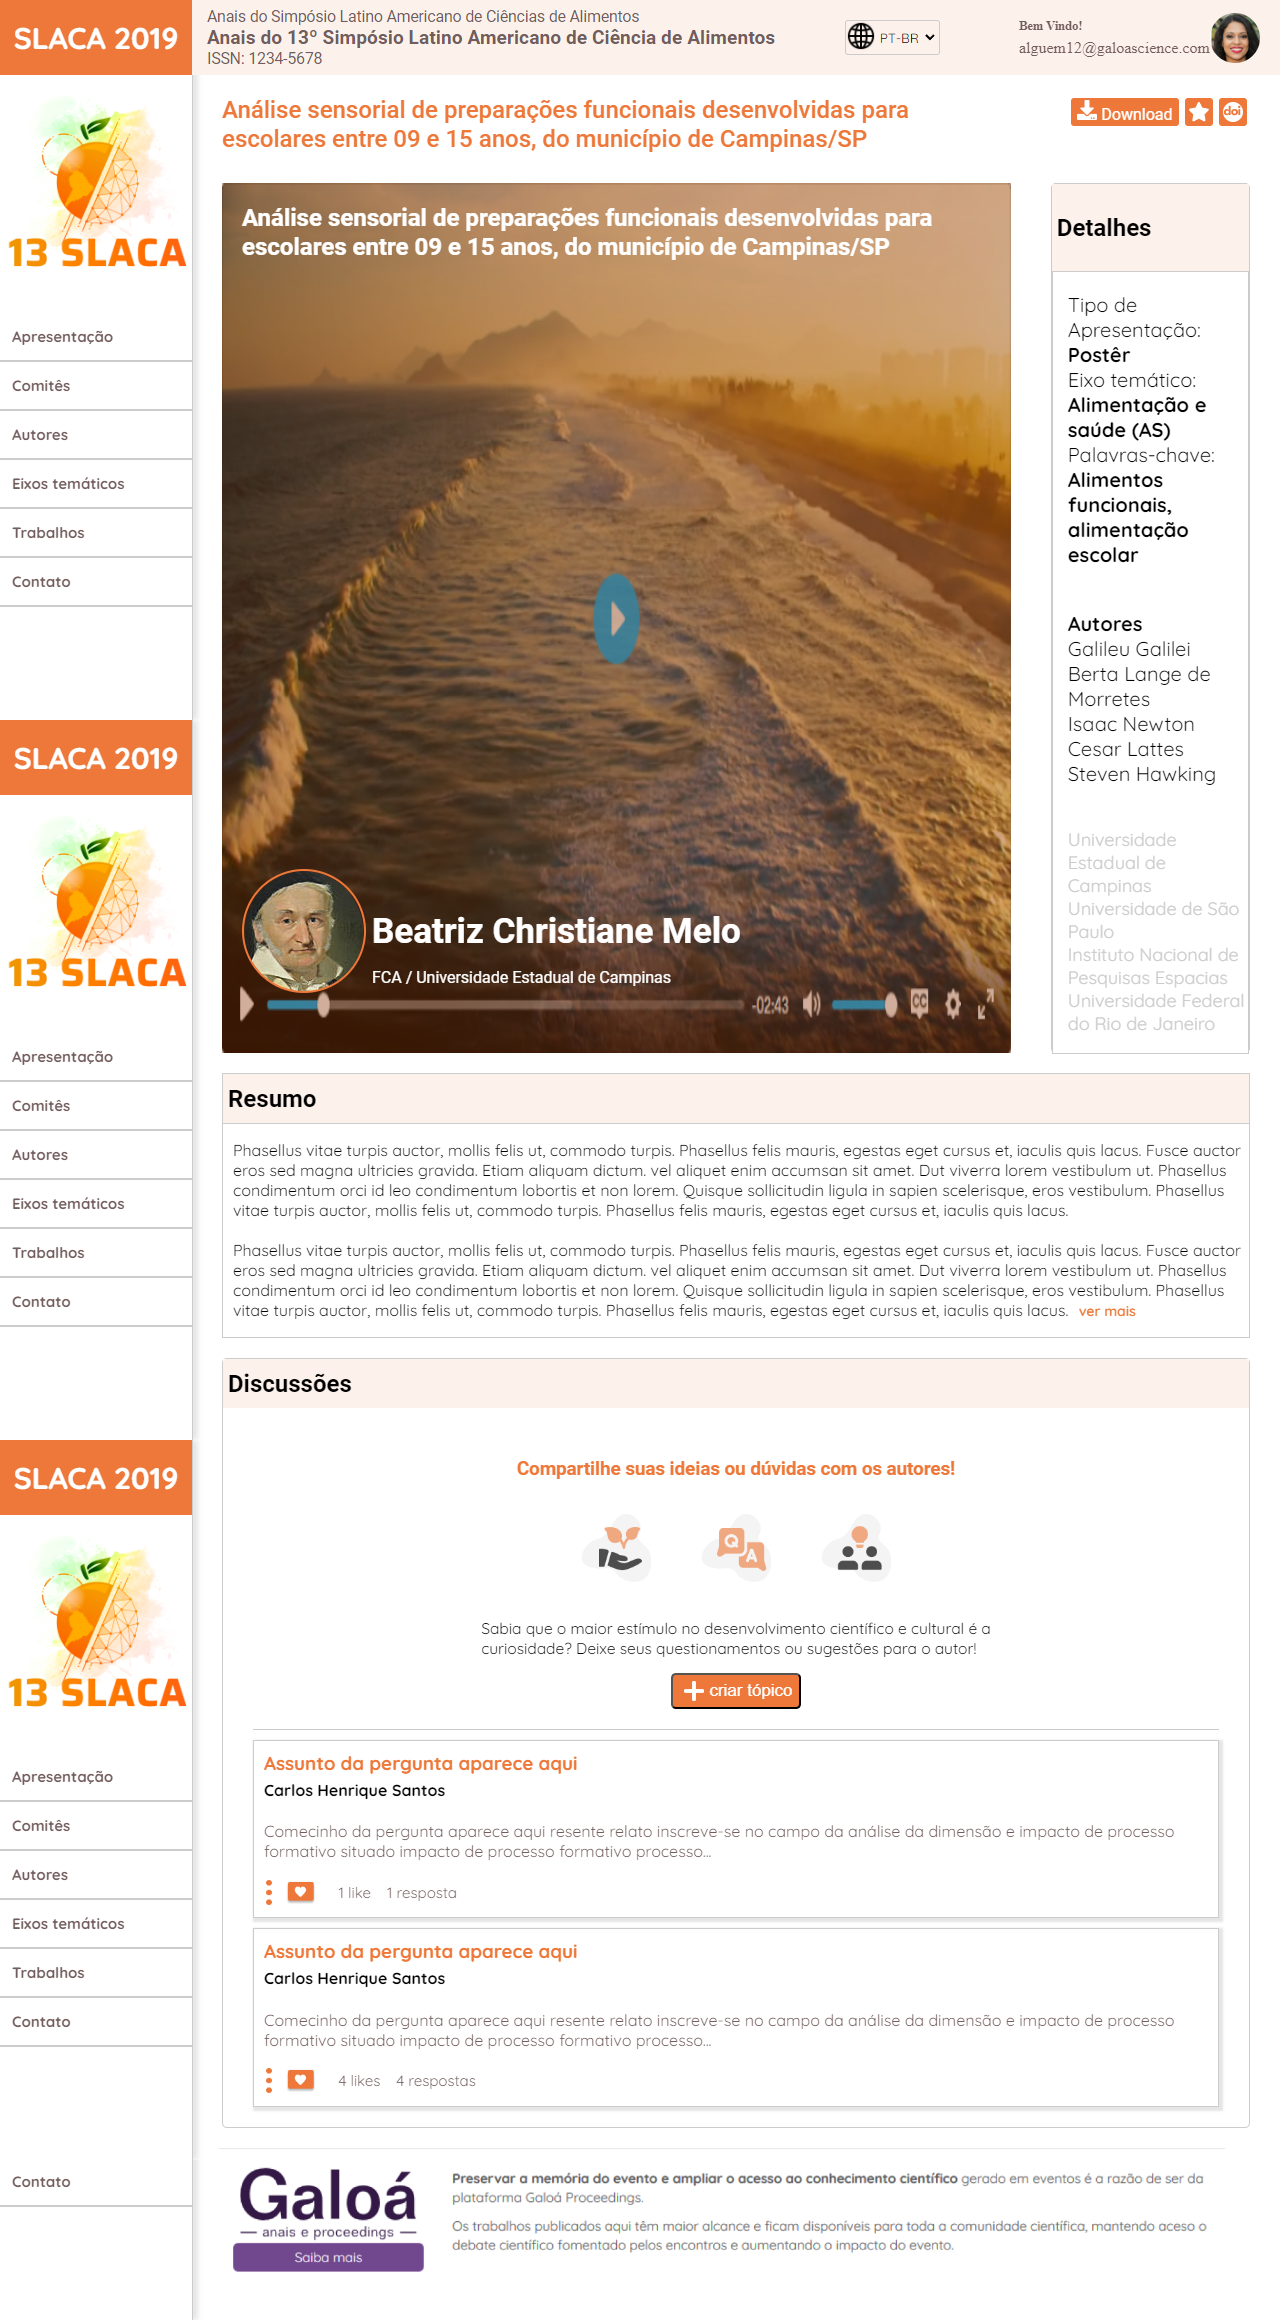 SLACA 2019
Anais do Simpósio Latino Americano de Ciências de Alimentos
Anais do 13º Simpósio Latino Americano de Ciência de Alimentos
ISSN: 1234-5678
PT-BR
Bem Vindo!
alguem12@galoascience.com
13 SLACA
Apresentação
Comitês
Autores
Eixos temáticos
Trabalhos
Contato
SLACA 2019
13 SLACA
Apresentação
Comitês
Autores
Eixos temáticos
Trabalhos
Contato
SLACA 2019
13 SLACA
Apresentação
Comitês
Autores
Eixos temáticos
Trabalhos
Contato
Contato
Análise sensorial de preparações funcionais desenvolvidas para
escolares entre 09 e 15 anos, do município de Campinas/SP
Download
doi
Análise sensorial de preparações funcionais desenvolvidas para
escolares entre 09 e 15 anos, do município de Campinas/SP
Beatriz Christiane Melo
FCA / Universidade Estadual de Campinas
-02:43
CC
Detalhes
Tipo de
Apresentação:
Postêr
Eixo temático:
Alimentação e
saúde (AS)
Palavras-chave:
Alimentos
funcionais,
alimentação
escolar
Autores
Galileu Galilei
Berta Lange de
Morretes
Isaac Newton
Cesar Lattes
Steven Hawking
Universidade
Estadual de
Campinas
Universidade de São
Paulo
Instituto Nacional de
Pesquisas Espacias
Universidade Federal
do Rio de Janeiro
Resumo
Phasellus vitae turpis auctor, mollis felis ut, commodo turpis. Phasellus felis mauris, egestas eget cursus et, iaculis quis lacus. Fusce auctor
eros sed magna ultricies gravida. Etiam aliquam dictum. vel aliquet enim accumsan sit amet. Dut viverra lorem vestibulum ut. Phasellus
condimentum orci id leo condimentum lobortis et non lorem. Quisque sollicitudin ligula in sapien scelerisque, eros vestibulum. Phasellus
vitae turpis auctor, mollis felis ut, commodo turpis. Phasellus felis mauris, egestas eget cursus et, iaculis quis lacus.
Phasellus vitae turpis auctor, mollis felis ut, commodo turpis. Phasellus felis mauris, egestas eget cursus et, iaculis quis lacus. Fusce auctor
eros sed magna ultricies gravida. Etiam aliquam dictum. vel aliquet enim accumsan sit amet. Dut viverra lorem vestibulum ut. Phasellus
condimentum orci id leo condimentum lobortis et non lorem. Quisque sollicitudin ligula in sapien scelerisque, eros vestibulum. Phasellus
vitae turpis auctor, mollis felis ut, commodo turpis. Phasellus felis mauris, egestas eget cursus et, iaculis quis lacus. ver mais
Discussões
Compartilhe suas ideias ou dúvidas com os autores!
Q A
Sabia que o maior estímulo no desenvolvimento científico e cultural é a
curiosidade? Deixe seus questionamentos ou sugestões para o autor!
criar tópico
Assunto da pergunta aparece aqui
Carlos Henrique Santos
Comecinho da pergunta aparece aqui resente relato inscreve-se no campo da análise da dimensão e impacto de processo
formativo situado impacto de processo formativo processo...
1 like 1 resposta
Assunto da pergunta aparece aqui
Carlos Henrique Santos
Comecinho da pergunta aparece aqui resente relato inscreve-se no campo da análise da dimensão e impacto de processo
formativo situado impacto de processo formativo processo...
4 likes 4 respostas
Galoá
anais e proceedings
Saiba mais
Preservar a memória do evento e ampliar o acesso ao conhecimento científico gerado em eventos é a razão de ser da
plataforma Galoá Proceedings.
Os trabalhos publicados aqui têm maior alcance e ficam disponíveis para toda a comunidade científica, mantendo aceso o
debate científico fomentado pelos encontros e aumentando o impacto do evento.